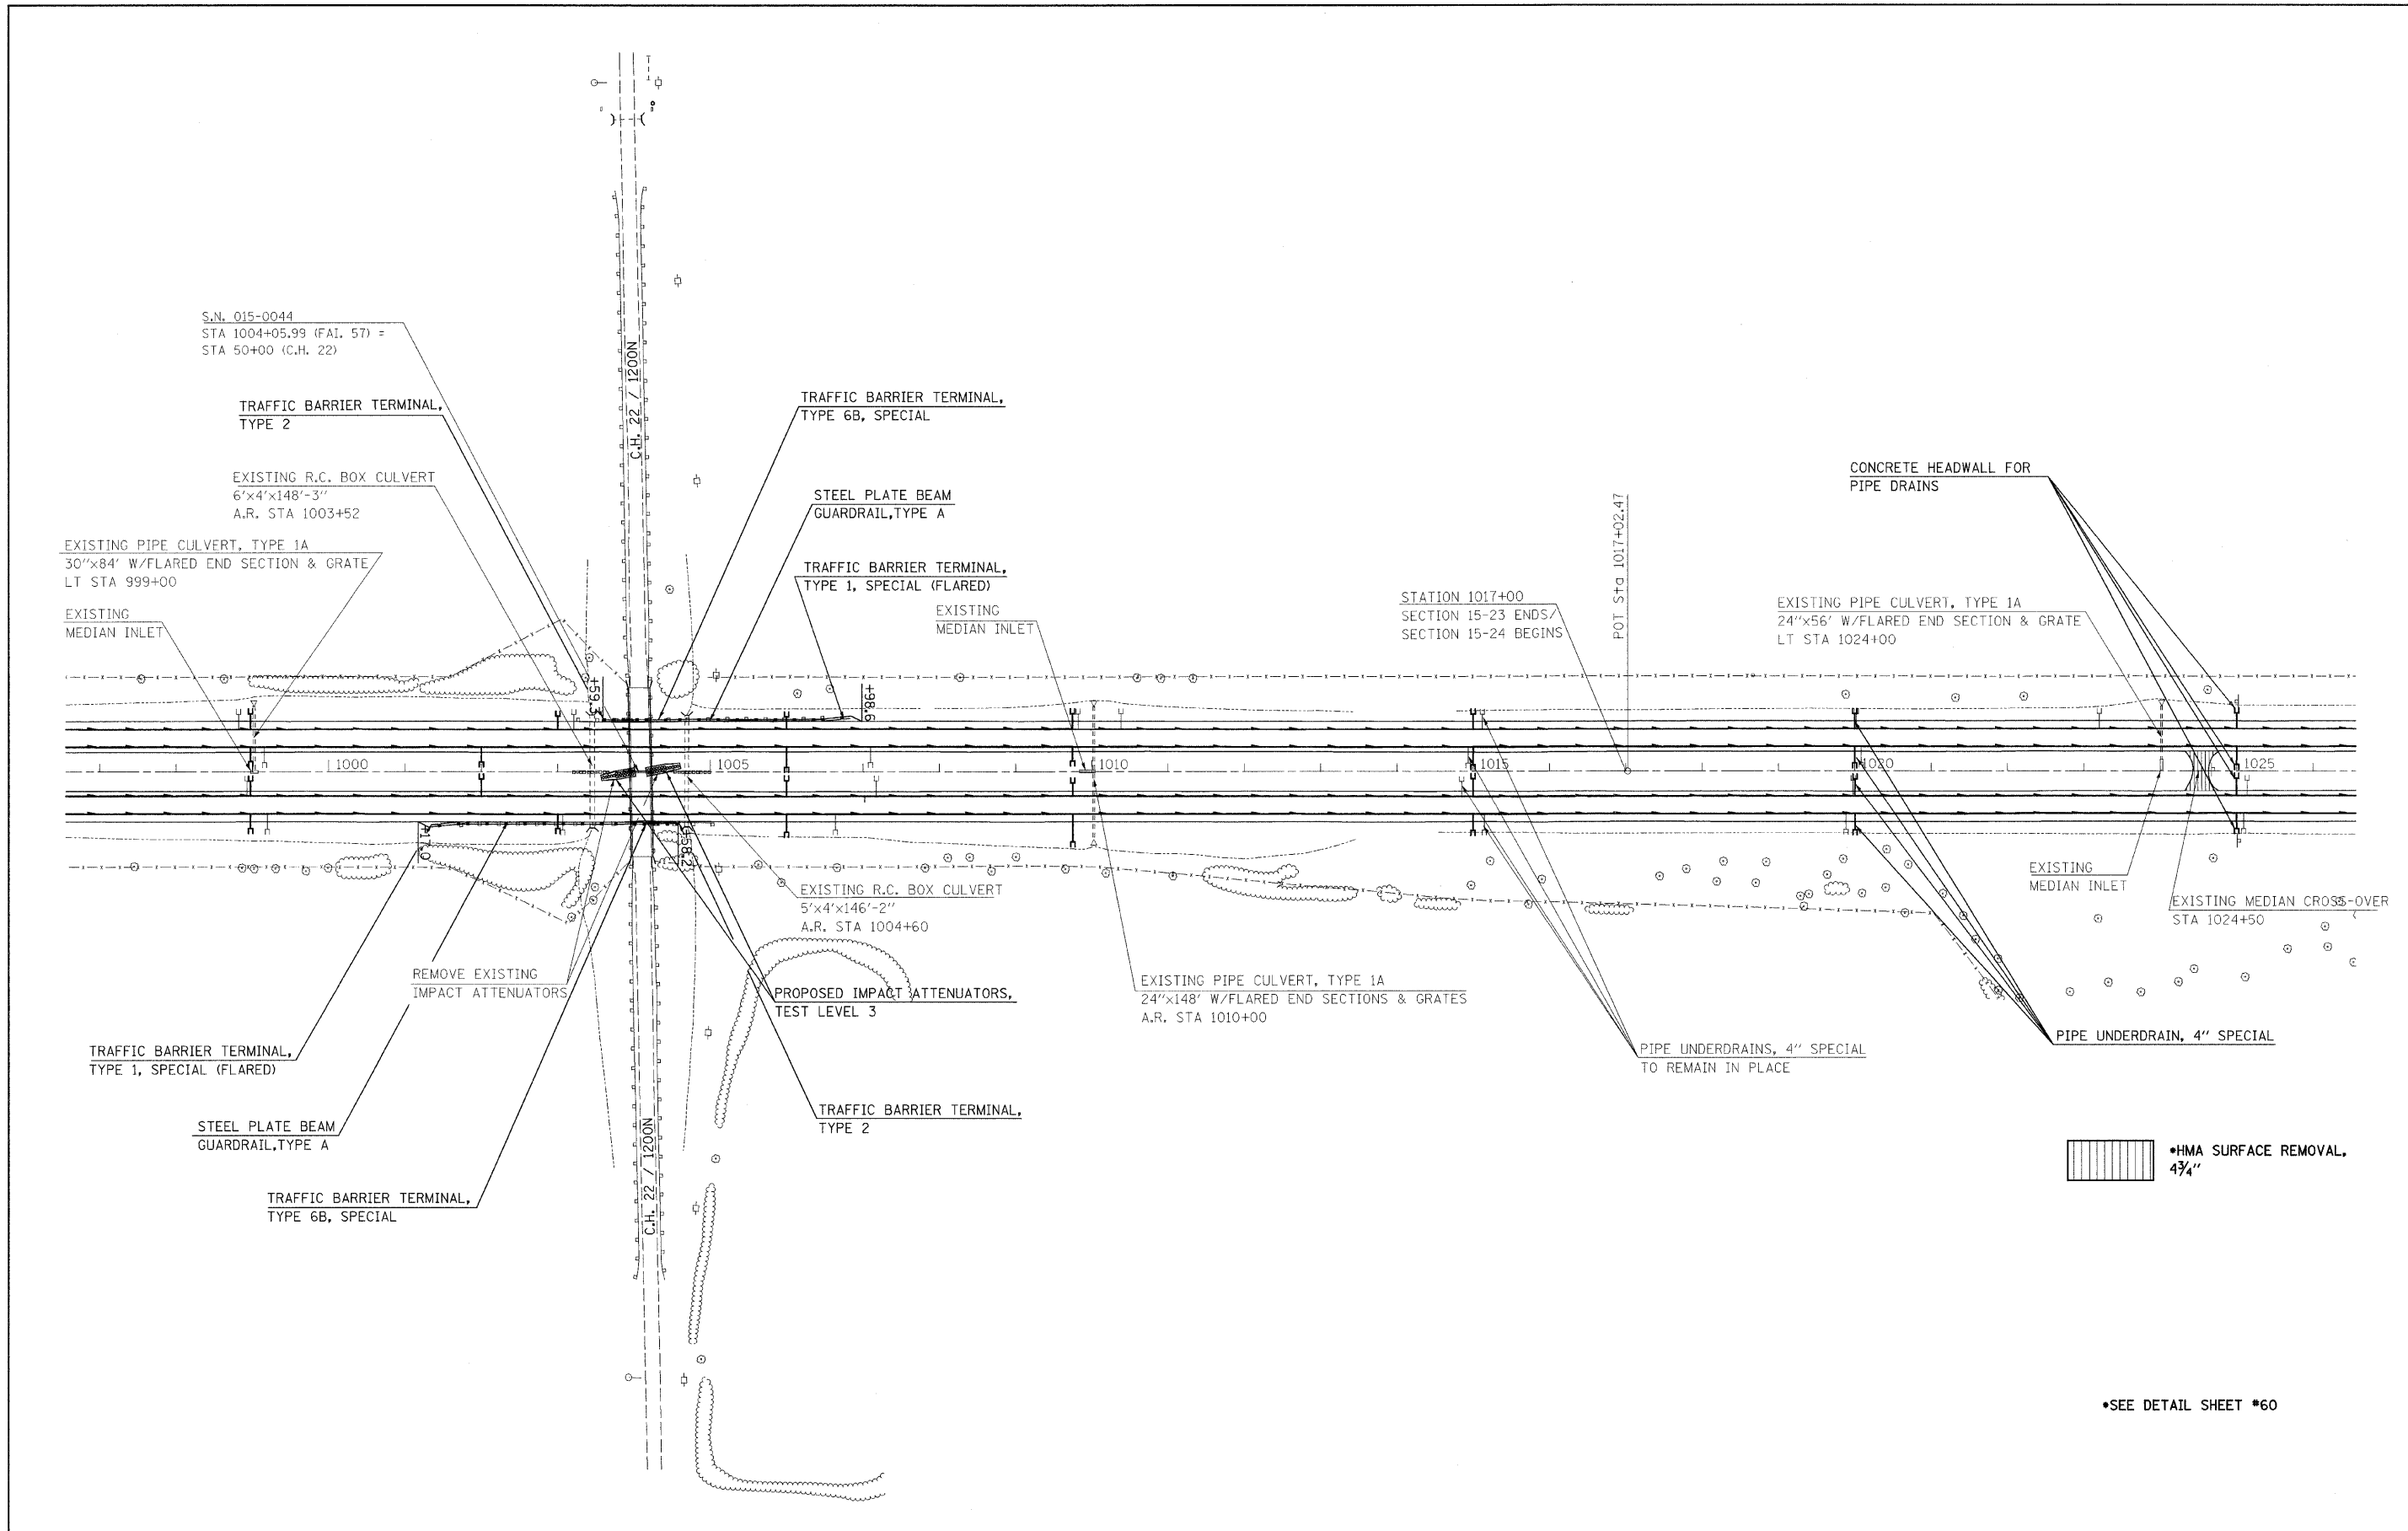 S.N. 015-0044
STA 1004+05.99 (FAI. 57) =
STA 50+00 (C.H. 22)
TRAFFIC BARRIER TERMINAL,
TYPE 2
EXISTING R.C. BOX CULVERT
6'x4'x148'-3"
A.R. STA 1003+52
EXISTING PIPE CULVERT, TYPE 1A
30"x84' W/FLARED END SECTION & GRATE
LT STA 999+00
EXISTING
MEDIAN INLET
C.H. 22 / 1200N
TRAFFIC BARRIER TERMINAL,
TYPE 6B, SPECIAL
STEEL PLATE BEAM
GUARDRAIL,TYPE A
TRAFFIC BARRIER TERMINAL,
TYPE 1, SPECIAL (FLARED)
EXISTING
MEDIAN INLET
STATION 1017+00
SECTION 15-23 ENDS/
SECTION 15-24 BEGINS
POT Sta 1017+02.47
CONCRETE HEADWALL FOR
PIPE DRAINS
EXISTING PIPE CULVERT, TYPE 1A
24"x56' W/FLARED END SECTION & GRATE
LT STA 1024+00
+59.3
+98.6
1000
1005
1010
1015
1020
1025
+58.2
EXISTING R.C. BOX CULVERT
5'x4'x146'-2"
A.R. STA 1004+60
EXISTING
MEDIAN INLET
EXISTING MEDIAN CROSS-OVER
STA 1024+50
REMOVE EXISTING
IMPACT ATTENUATORS
PROPOSED IMPACT ATTENUATORS,
TEST LEVEL 3
EXISTING PIPE CULVERT, TYPE 1A
24"x148' W/FLARED END SECTIONS & GRATES
A.R. STA 1010+00
PIPE UNDERDRAINS, 4" SPECIAL
TO REMAIN IN PLACE
PIPE UNDERDRAIN, 4" SPECIAL
TRAFFIC BARRIER TERMINAL,
TYPE 1, SPECIAL (FLARED)
STEEL PLATE BEAM
GUARDRAIL,TYPE A
TRAFFIC BARRIER TERMINAL,
TYPE 6B, SPECIAL
TRAFFIC BARRIER TERMINAL,
TYPE 2
C.H. 22 / 1200N
*HMA SURFACE REMOVAL,
4¾"
*SEE DETAIL SHEET #60